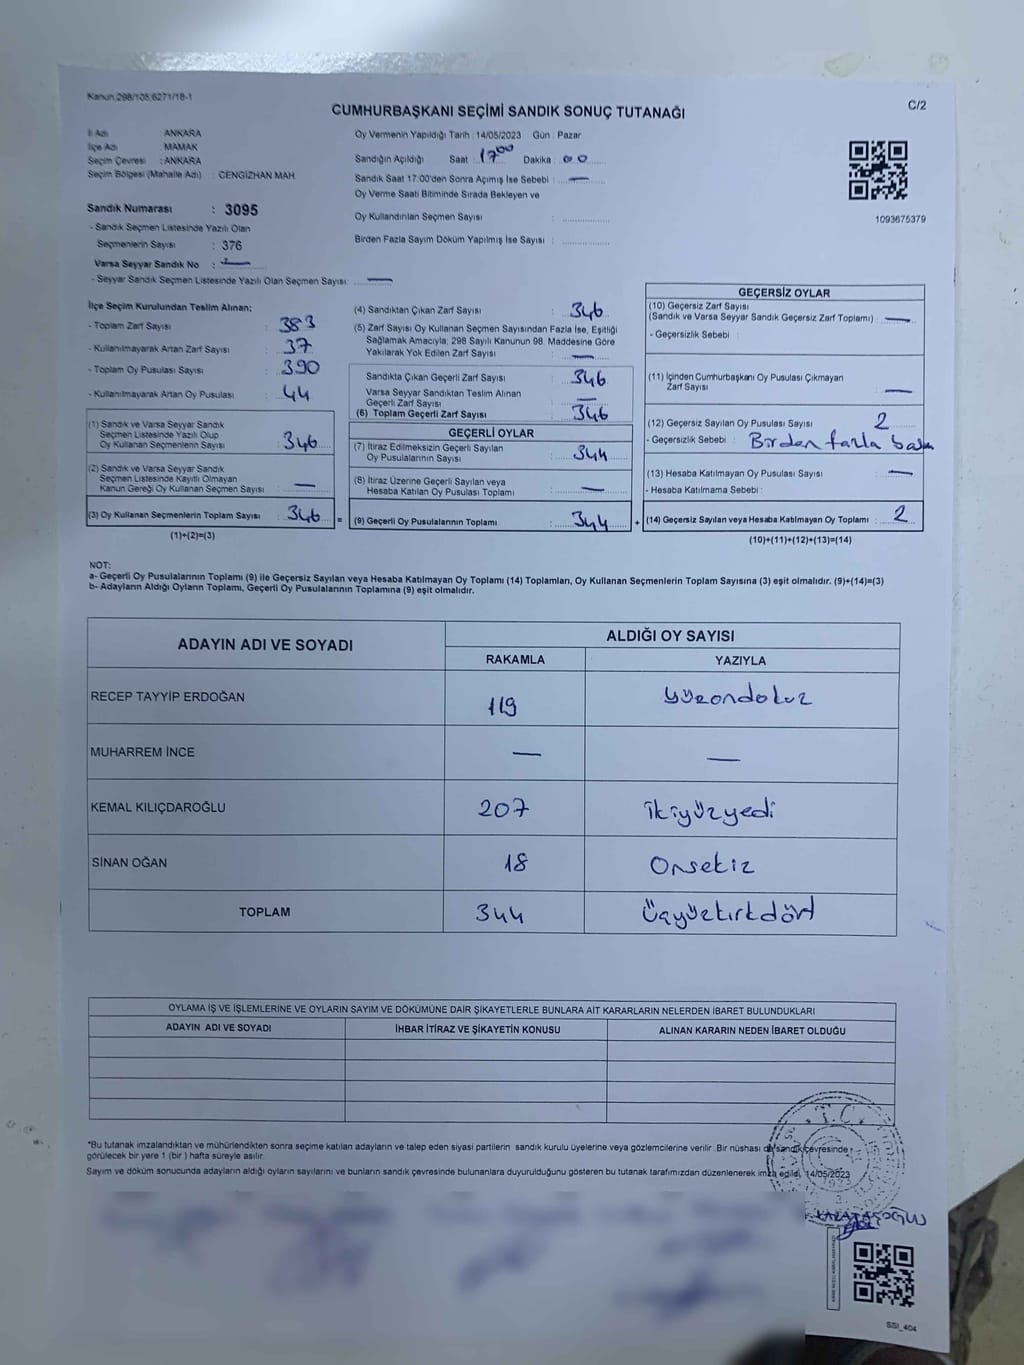 Kanun:298/105;6271/18-1
C/2
CUMHURBAŞKANI SEÇİMİ SANDIK SONUÇ TUTANAĞI
İl Adı : ANKARA
İlçe Adı : MAMAK
Seçim Çevresi : ANKARA
Seçim Bölgesi (Mahalle Adı) : CENGİZHAN MAH
Sandık Numarası : 3095
- Sandık Seçmen Listesinde Yazılı Olan
Seçmenlerin Sayısı : 376
Varsa Seyyar Sandık No : —
- Seyyar Sandık Seçmen Listesinde Yazılı Olan Seçmen Sayısı: —
Oy Vermenin Yapıldığı Tarih : 14/05/2023 Gün : Pazar
Sandığın Açıldığı Saat : 17⁰⁰ Dakika : 00
Sandık Saat 17:00'den Sonra Açımış İse Sebebi : —
Oy Verme Saati Bitiminde Sırada Bekleyen ve
Oy Kullandırılan Seçmen Sayısı :
Birden Fazla Sayım Döküm Yapılmış İse Sayısı :
1093675379
İlçe Seçim Kurulundan Teslim Alınan:
- Toplam Zarf Sayısı : 383
- Kullanılmayarak Artan Zarf Sayısı : 37
- Toplam Oy Pusulası Sayısı : 390
- Kullanılmayarak Artan Oy Pusulası : 44
(1) Sandık ve Varsa Seyyar Sandık
Seçmen Listesinde Yazılı Olup
Oy Kullanan Seçmenlerin Sayısı : 346
(2) Sandık ve Varsa Seyyar Sandık
Seçmen Listesinde Kayıtlı Olmayan
Kanun Gereği Oy Kullanan Seçmen Sayısı : —
(3) Oy Kullanan Seçmenlerin Toplam Sayısı : 346 =
(1)+(2)=(3)
(4) Sandıktan Çıkan Zarf Sayısı : 346
(5) Zarf Sayısı Oy Kullanan Seçmen Sayısından Fazla İse, Eşitliği
Sağlamak Amacıyla; 298 Sayılı Kanunun 98. Maddesine Göre
Yakılarak Yok Edilen Zarf Sayısı : —
Sandıkta Çıkan Geçerli Zarf Sayısı : 346
Varsa Seyyar Sandıktan Teslim Alınan
Geçerli Zarf Sayısı : —
(6) Toplam Geçerli Zarf Sayısı : 346
GEÇERLİ OYLAR
(7) İtiraz Edilmeksizin Geçerli Sayılan
Oy Pusulalarının Sayısı : 344
(8) İtiraz Üzerine Geçerli Sayılan veya
Hesaba Katılan Oy Pusulası Toplamı : —
(9) Geçerli Oy Pusulalarının Toplamı : 344 +
GEÇERSİZ OYLAR
(10) Geçersiz Zarf Sayısı
(Sandık ve Varsa Seyyar Sandık Geçersiz Zarf Toplamı) : —
- Geçersizlik Sebebi :
(11) İçinden Cumhurbaşkanı Oy Pusulası Çıkmayan
Zarf Sayısı : —
(12) Geçersiz Sayılan Oy Pusulası Sayısı : 2
- Geçersizlik Sebebi : Birden fazla
(13) Hesaba Katılmayan Oy Pusulası Sayısı : —
- Hesaba Katılmama Sebebi :
(14) Geçersiz Sayılan veya Hesaba Katılmayan Oy Toplamı : 2
(10)+(11)+(12)+(13)=(14)
NOT:
a- Geçerli Oy Pusulalarının Toplamı (9) ile Geçersiz Sayılan veya Hesaba Katılmayan Oy Toplamı (14) Toplamları, Oy Kullanan Seçmenlerin Toplam Sayısına (3) eşit olmalıdır. (9)+(14)=(3)
b- Adayların Aldığı Oyların Toplamı, Geçerli Oy Pusulalarının Toplamına (9) eşit olmalıdır.
ADAYIN ADI VE SOYADI
ALDIĞI OY SAYISI
RAKAMLA YAZIYLA
RECEP TAYYİP ERDOĞAN 119 yüzondokuz
MUHARREM İNCE — —
KEMAL KILIÇDAROĞLU 207 ikiyüzyedi
SİNAN OĞAN 18 Onsekiz
TOPLAM 344 Üçyüzkırkdört
OYLAMA İŞ VE İŞLEMLERİNE VE OYLARIN SAYIM VE DÖKÜMÜNE DAİR ŞİKAYETLERLE BUNLARA AİT KARARLARIN NELERDEN İBARET BULUNDUKLARI
ADAYIN ADI VE SOYADI İHBAR İTİRAZ VE ŞİKAYETİN KONUSU ALINAN KARARIN NEDEN İBARET OLDUĞU
*Bu tutanak imzalandıktan ve mühürlendikten sonra seçime katılan adayların ve talep eden siyasi partilerin sandık kurulu üyelerine veya gözlemcilerine verilir. Bir nüshası da sandık çevresinde
görülecek bir yere 1 (bir) hafta süreyle asılır.
Sayım ve döküm sonucunda adayların aldığı oyların sayılarını ve bunların sandık çevresinde bulunanlara duyurulduğunu gösteren bu tutanak tarafımızdan düzenlenerek imza edildi. 14/05/2023
T.C.
SSI_404